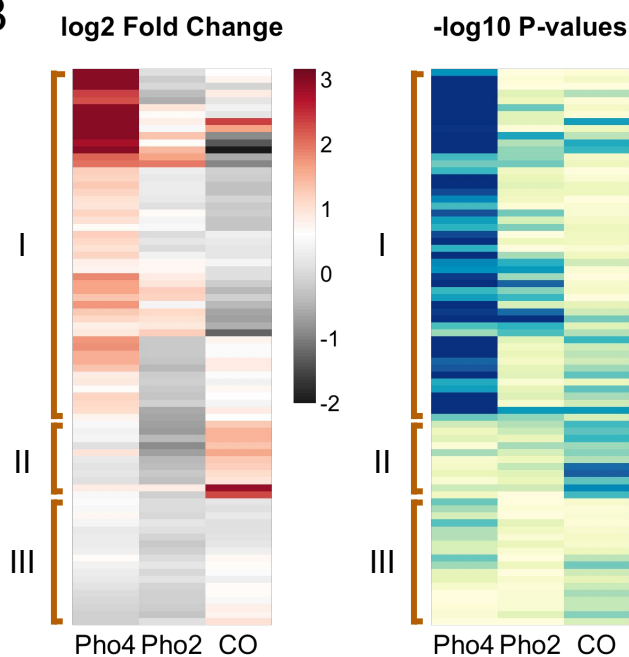 B
log2 Fold Change
-log10 P-values
3
2
1
0
-1
-2
I
II
III
I
II
III
Pho4 Pho2 CO
Pho4 Pho2 CO